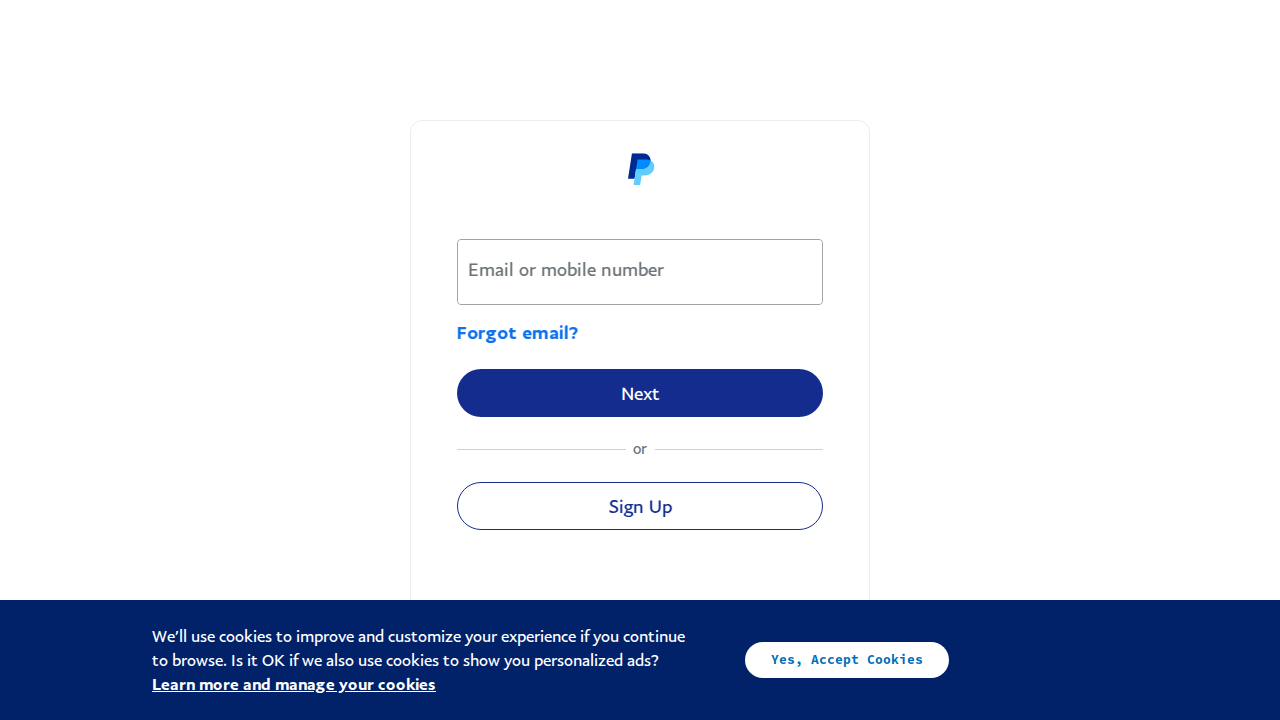 Email or mobile number
Forgot email?
Next
or
Sign Up
We'll use cookies to improve and customize your experience if you continue
to browse. Is it OK if we also use cookies to show you personalized ads?
Learn more and manage your cookies
Yes, Accept Cookies